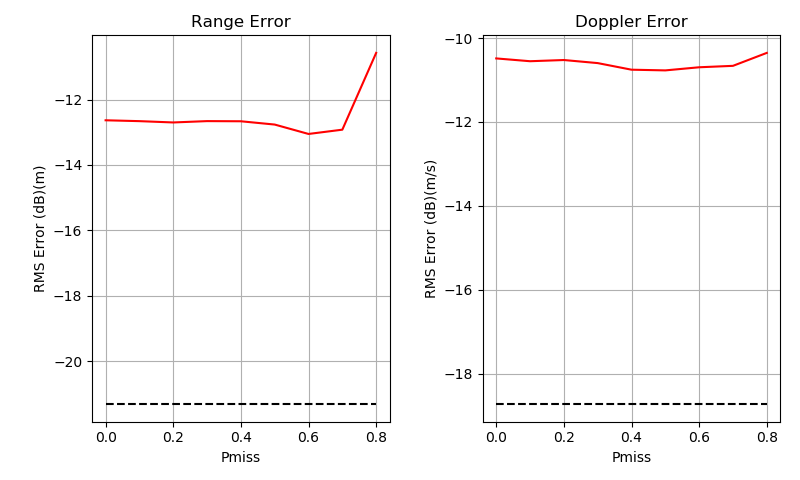 Range Error
RMS Error (dB)(m)
−12
−14
−16
−18
−20
0.0 0.2 0.4 0.6 0.8
Pmiss
Doppler Error
RMS Error (dB)(m/s)
−10
−12
−14
−16
−18
0.0 0.2 0.4 0.6 0.8
Pmiss